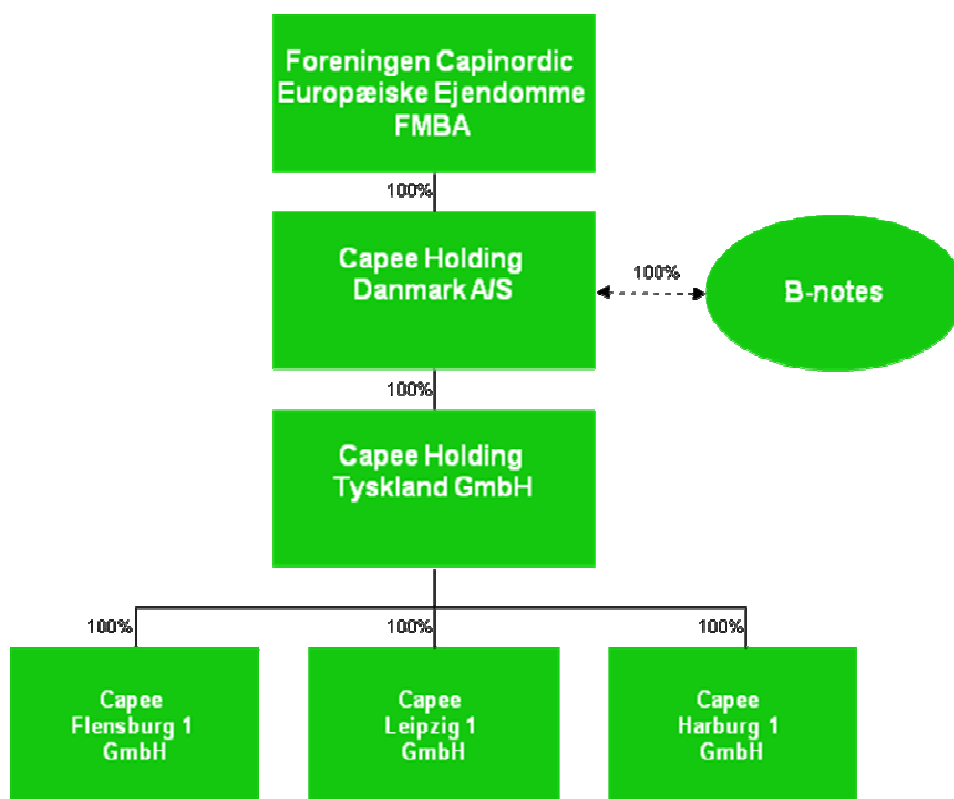 Foreningen Capinordic
Europæiske Ejendomme
FMBA
100%
Capee Holding
Danmark A/S
100%
B-notes
100%
Capee Holding
Tyskland GmbH
100%
100%
100%
Capee
Flensburg 1
GmbH
Capee
Leipzig 1
GmbH
Capee
Harburg 1
GmbH